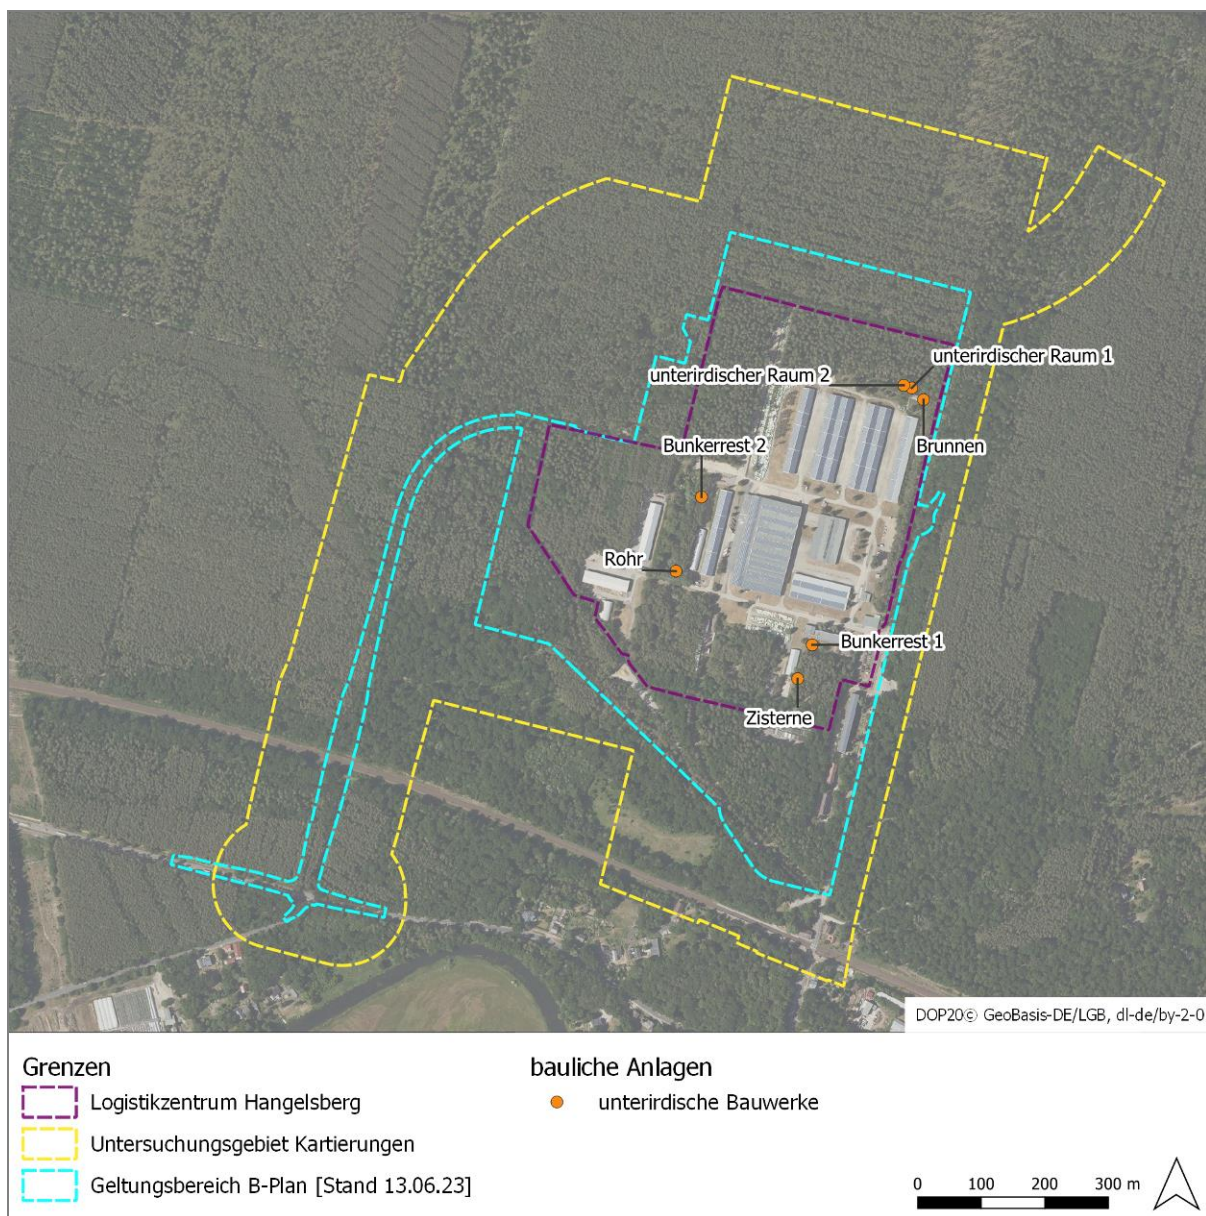 unterirdischer Raum 1
unterirdischer Raum 2
Brunnen
Bunkerrest 2
Rohr
Bunkerrest 1
Zisterne
DOP20© GeoBasis-DE/LGB, dl-de/by-2-0
Grenzen
Logistikzentrum Hangelsberg
Untersuchungsgebiet Kartierungen
Geltungsbereich B-Plan [Stand 13.06.23]
bauliche Anlagen
unterirdische Bauwerke
0 100 200 300 m